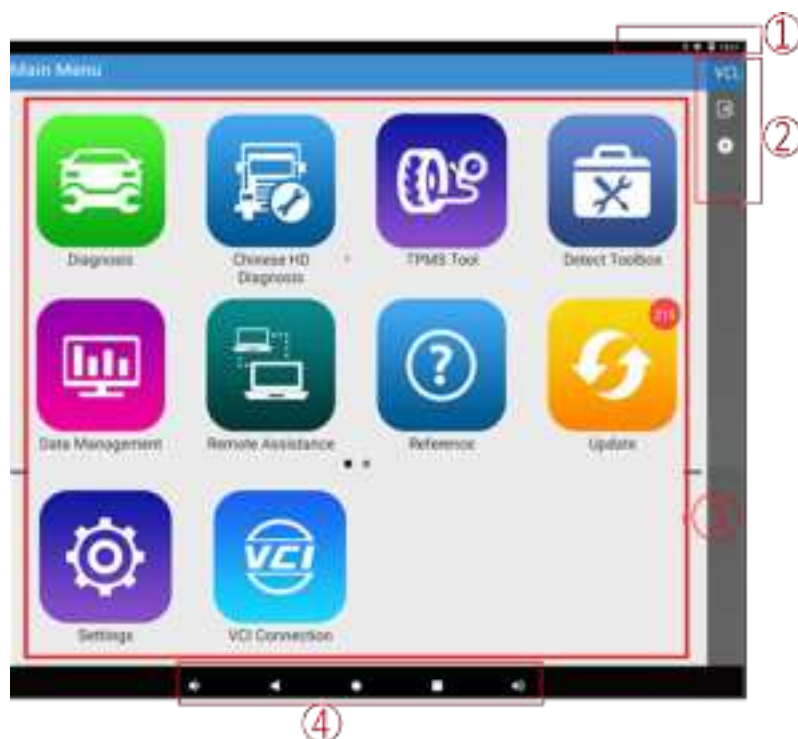 ①
Main Menu
VCI
②
Diagnosis
Chinese HD
Diagnosis
TPMS Tool
Detect Toolbox
Data Management
Remote Assistance
Reference
Update
③
VCI
Settings
VCI Connection
④